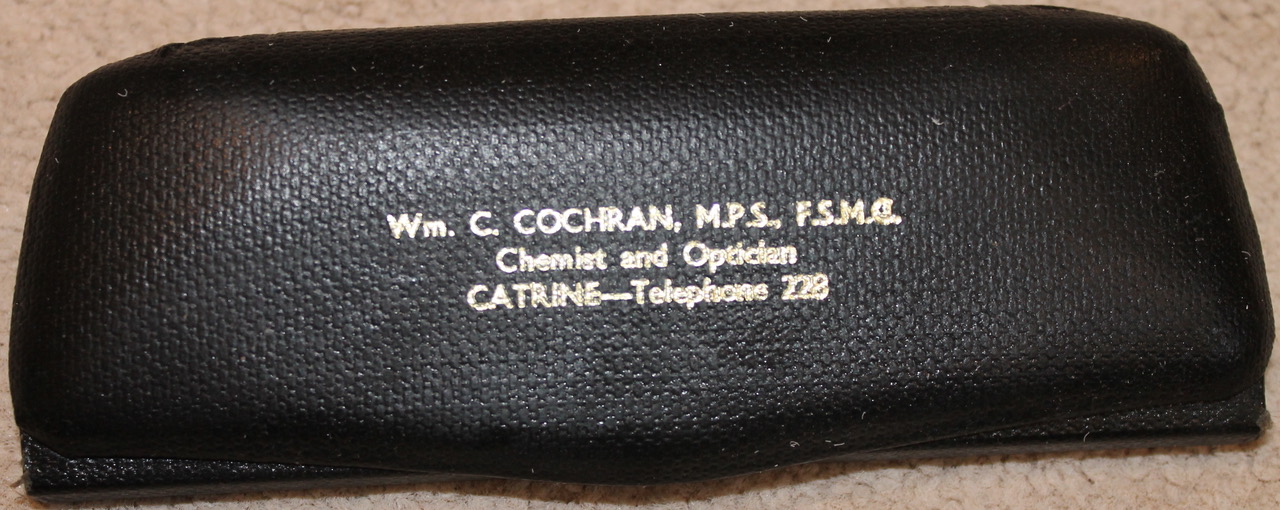 Wm. C. COCHRAN, M.P.S., F.S.M.C.
Chemist and Optician
CATRINE—Telephone 228